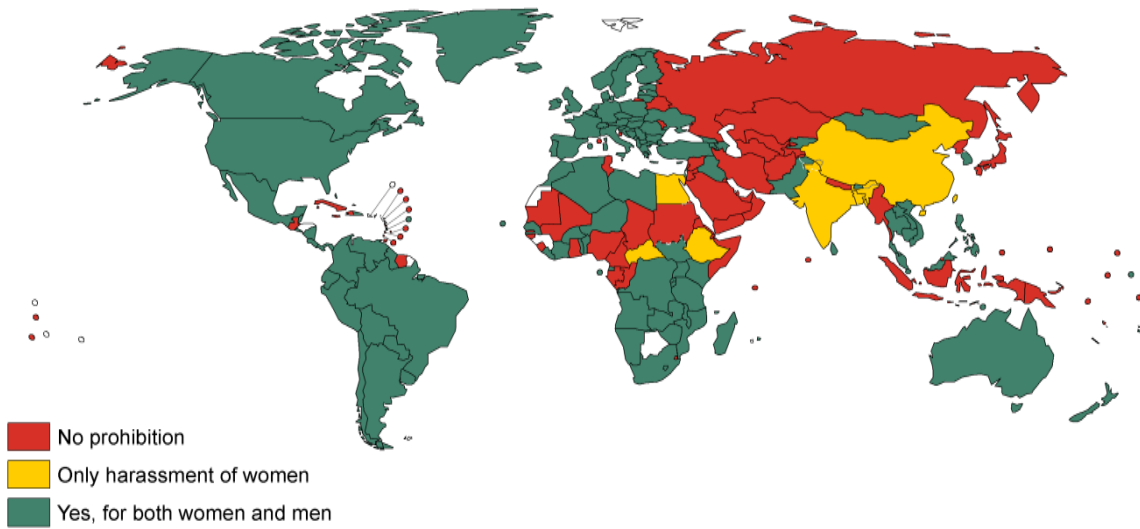 No prohibition
Only harassment of women
Yes, for both women and men